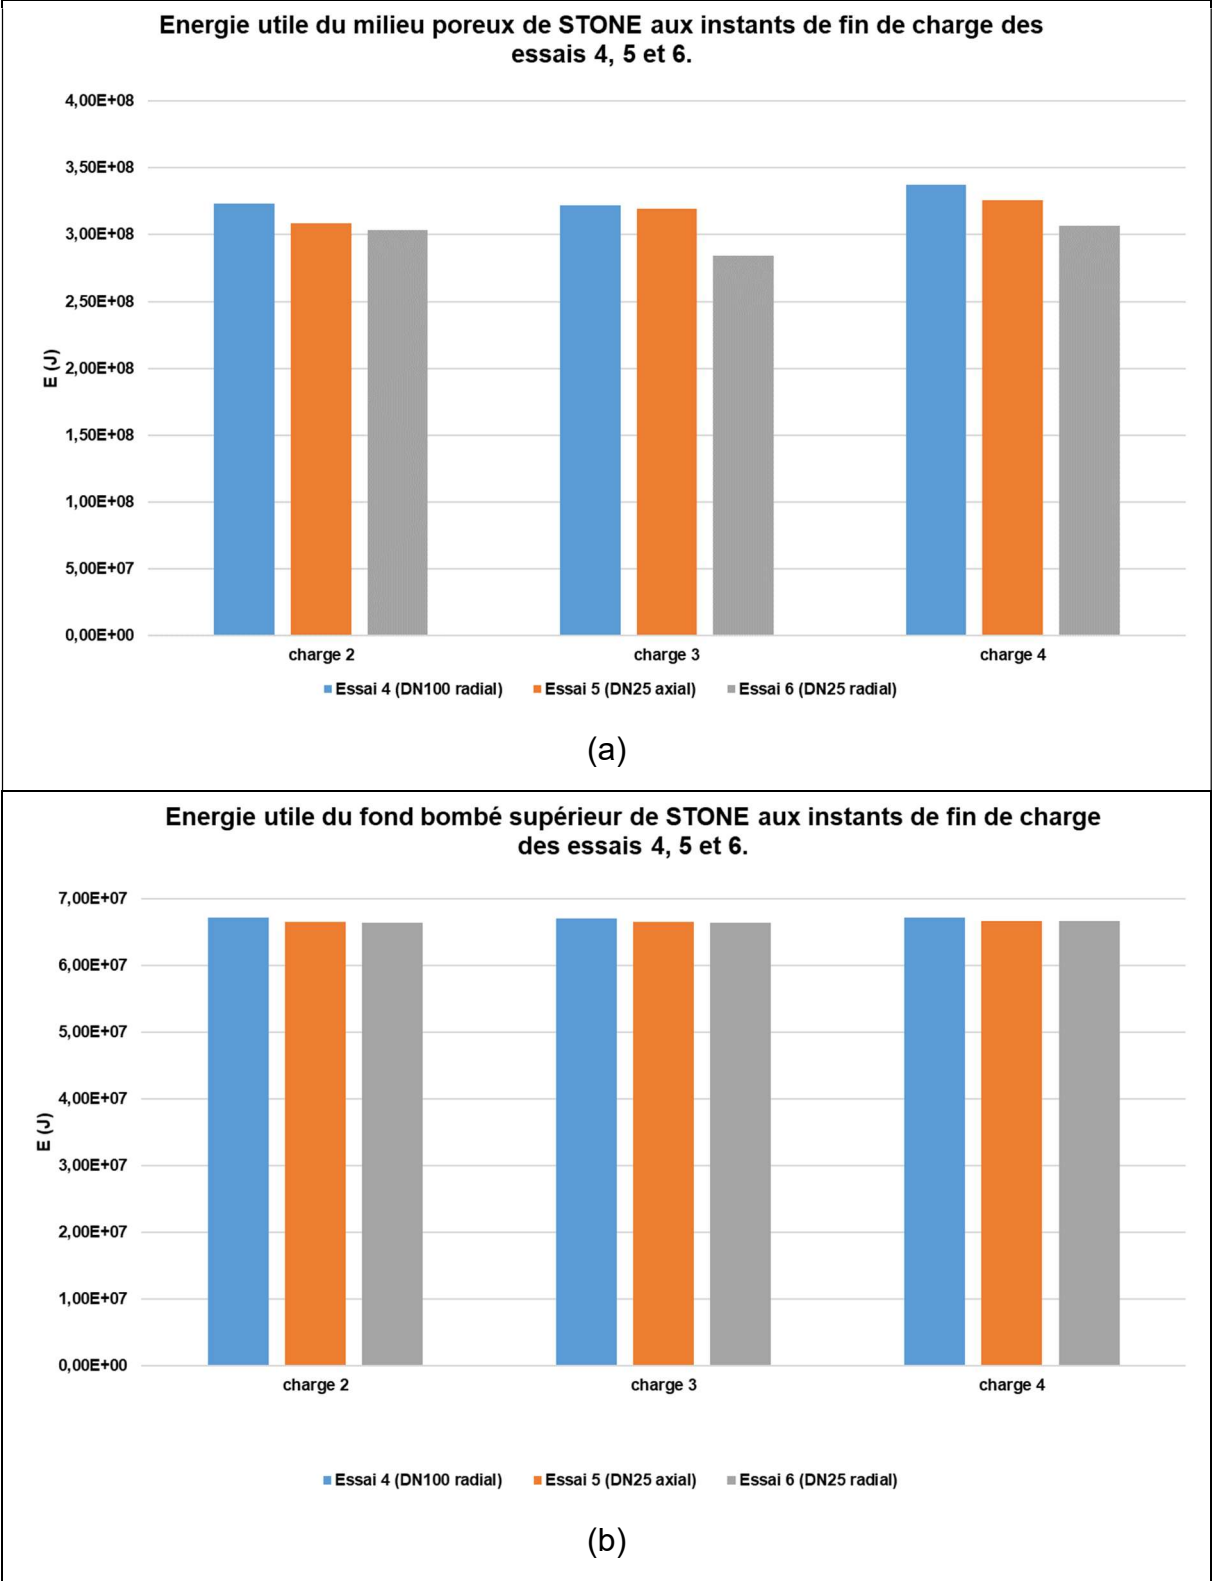 Energie utile du milieu poreux de STONE aux instants de fin de charge des
essais 4, 5 et 6.
4,00E+08
3,50E+08
3,00E+08
2,50E+08
2,00E+08
1,50E+08
1,00E+08
5,00E+07
0,00E+00
E (J)
charge 2 charge 3 charge 4
Essai 4 (DN100 radial) Essai 5 (DN25 axial) Essai 6 (DN25 radial)
(a)
Energie utile du fond bombé supérieur de STONE aux instants de fin de charge
des essais 4, 5 et 6.
7,00E+07
6,00E+07
5,00E+07
4,00E+07
3,00E+07
2,00E+07
1,00E+07
0,00E+00
E (J)
charge 2 charge 3 charge 4
Essai 4 (DN100 radial) Essai 5 (DN25 axial) Essai 6 (DN25 radial)
(b)